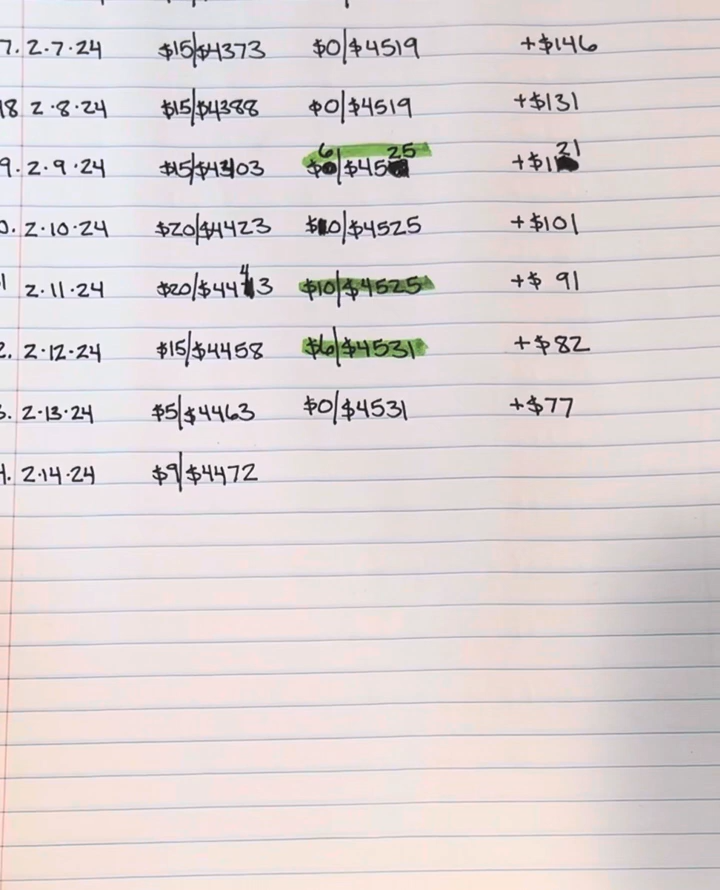 7. 2.7.24 $15|$4373 $0|$4519 +$146
18 2.8.24 $15|$4388 $0|$4519 +$131
9. 2.9.24 $15|$4403 $6|$4525 +$121
0. 2.10.24 $20|$4423 $0|$4525 +$101
1 2.11.24 $20|$4443 $10|$4525 +$ 91
2. 2.12.24 $15|$4458 $6|$4531 +$82
3. 2.13.24 $5|$4463 $0|$4531 +$77
4. 2.14.24 $9|$4472